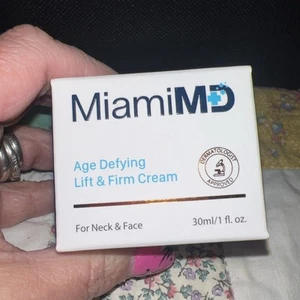 MiamiMD
Age Defying
Lift & Firm Cream
DERMATOLOGIST
APPROVED
For Neck & Face
30ml/1 fl. oz.